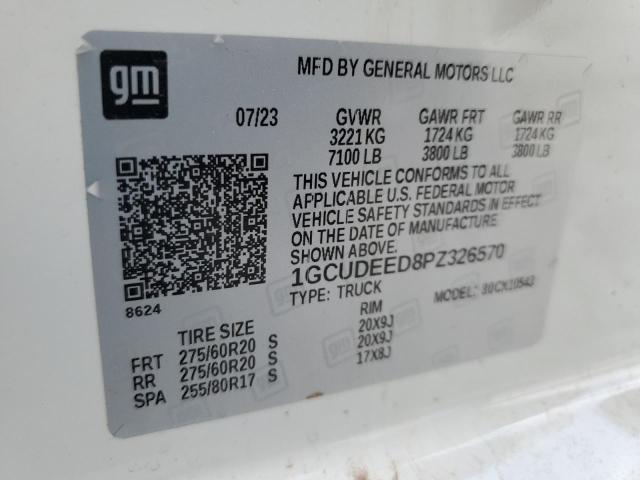 gm
MFD BY GENERAL MOTORS LLC
07/23 GVWR GAWR FRT GAWR RR
3221 KG 1724 KG 1724 KG
7100 LB 3800 LB 3800 LB
THIS VEHICLE CONFORMS TO ALL
APPLICABLE U.S. FEDERAL MOTOR
VEHICLE SAFETY STANDARDS IN EFFECT
ON THE DATE OF MANUFACTURE
SHOWN ABOVE.
1GCUDEED8PZ326570
TYPE: TRUCK MODEL:
8624
TIRE SIZE RIM
FRT 275/60R20 S 20X9J
RR 275/60R20 S 20X9J
SPA 255/80R17 S 17X8J